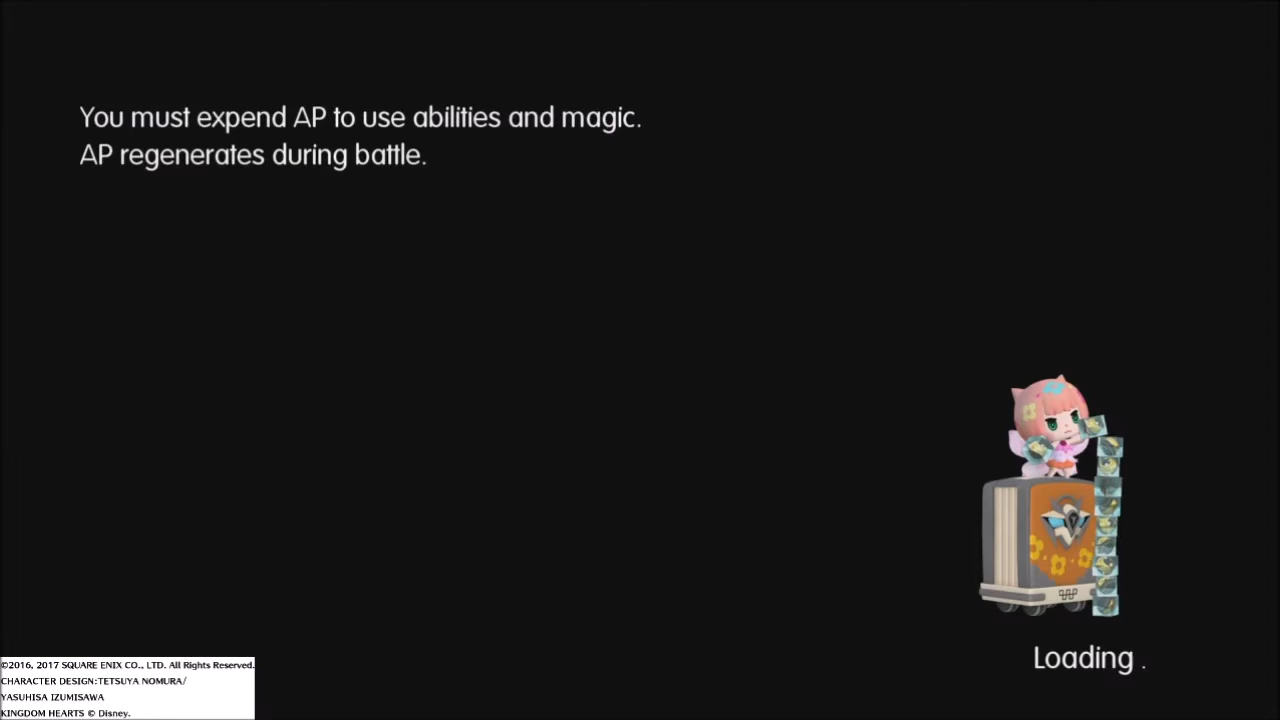 You must expend AP to use abilities and magic.
AP regenerates during battle.
Loading .
©2016, 2017 SQUARE ENIX CO., LTD. All Rights Reserved.
CHARACTER DESIGN:TETSUYA NOMURA/
YASUHISA IZUMISAWA
KINGDOM HEARTS © Disney.